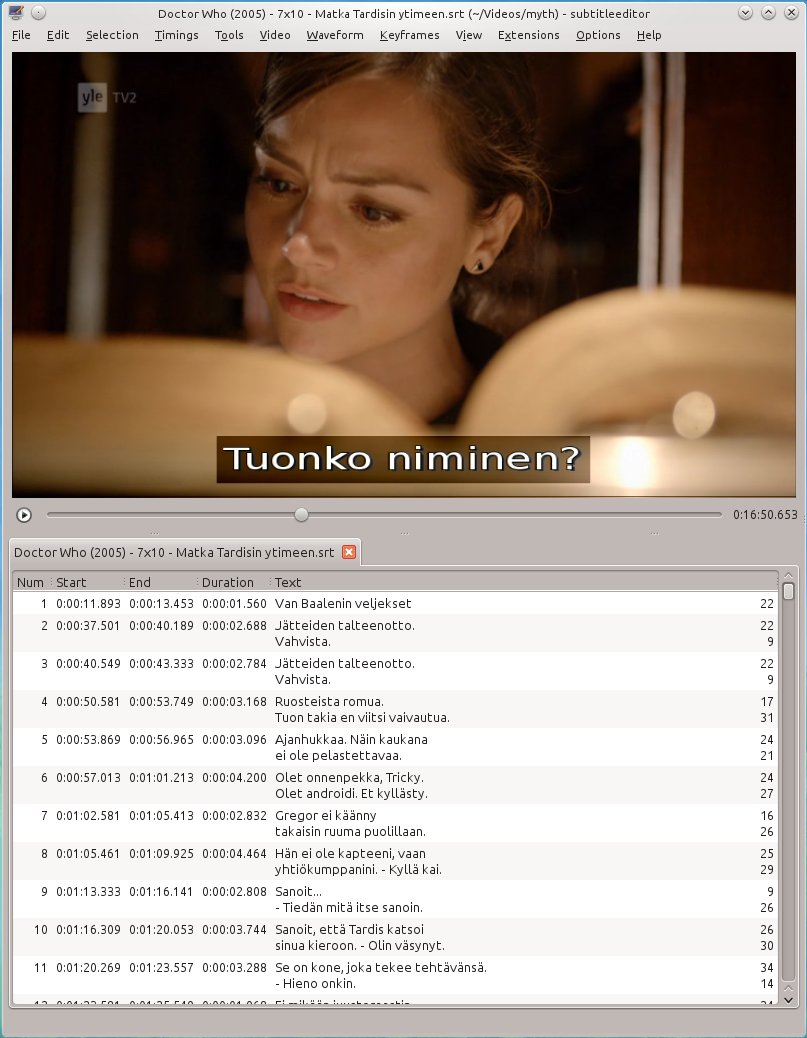 Doctor Who (2005) - 7x10 - Matka Tardisin ytimeen.srt (~/Videos/myth) - subtitleeditor
File Edit Selection Timings Tools Video Waveform Keyframes View Extensions Options Help
yle TV2
Tuonko niminen?
0:16:50.653
Doctor Who (2005) - 7x10 - Matka Tardisin ytimeen.srt
Num Start End Duration Text
1 0:00:11.893 0:00:13.453 0:00:01.560 Van Baalenin veljekset 22
2 0:00:37.501 0:00:40.189 0:00:02.688 Jätteiden talteenotto. 22
Vahvista. 9
3 0:00:40.549 0:00:43.333 0:00:02.784 Jätteiden talteenotto. 22
Vahvista. 9
4 0:00:50.581 0:00:53.749 0:00:03.168 Ruosteista romua. 17
Tuon takia en viitsi vaivautua. 31
5 0:00:53.869 0:00:56.965 0:00:03.096 Ajanhukkaa. Näin kaukana 24
ei ole pelastettavaa. 21
6 0:00:57.013 0:01:01.213 0:00:04.200 Olet onnenpekka, Tricky. 24
Olet androidi. Et kyllästy. 27
7 0:01:02.581 0:01:05.413 0:00:02.832 Gregor ei käänny 16
takaisin ruuma puolillaan. 26
8 0:01:05.461 0:01:09.925 0:00:04.464 Hän ei ole kapteeni, vaan 25
yhtiökumppanini. - Kyllä kai. 29
9 0:01:13.333 0:01:16.141 0:00:02.808 Sanoit... 9
- Tiedän mitä itse sanoin. 26
10 0:01:16.309 0:01:20.053 0:00:03.744 Sanoit, että Tardis katsoi 26
sinua kieroon. - Olin väsynyt. 30
11 0:01:20.269 0:01:23.557 0:00:03.288 Se on kone, joka tekee tehtävänsä. 34
- Hieno onkin. 14